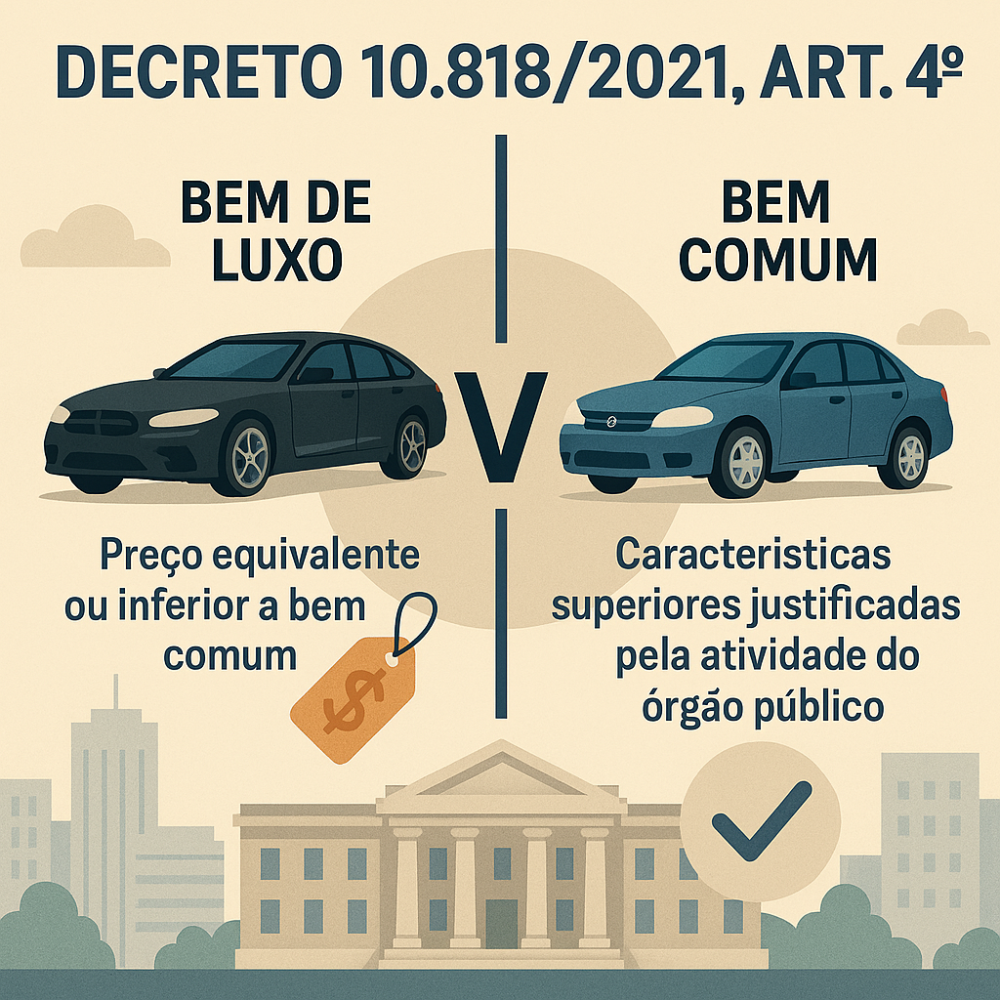 DECRETO 10.818/2021, ART. 4º
BEM DE
LUXO
V
BEM
COMUM
Preço equivalente
ou inferior a bem
comum
$
Caracteristicas
superiores justificadas
pela atividade do
órgão público